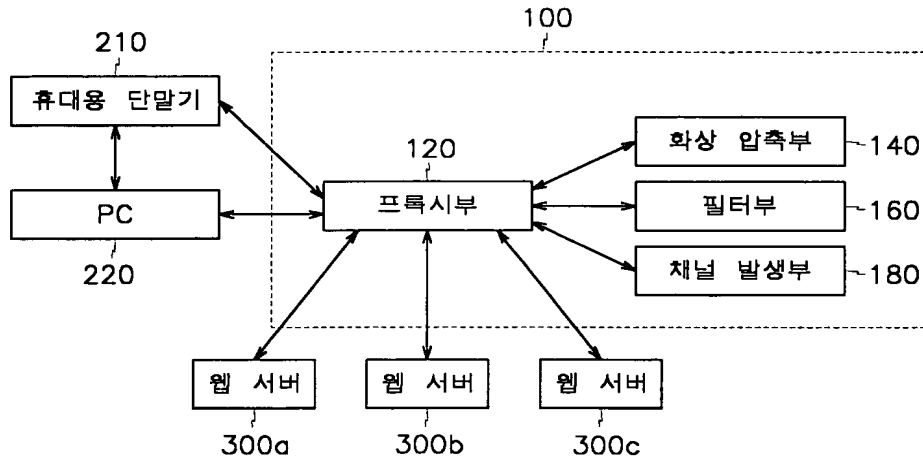 100
210
휴대용 단말기
화상 압축부
140
120
PC
프록시부
필터부
160
220
채널 발생부
180
웹 서버
웹 서버
웹 서버
300a
300b
300c